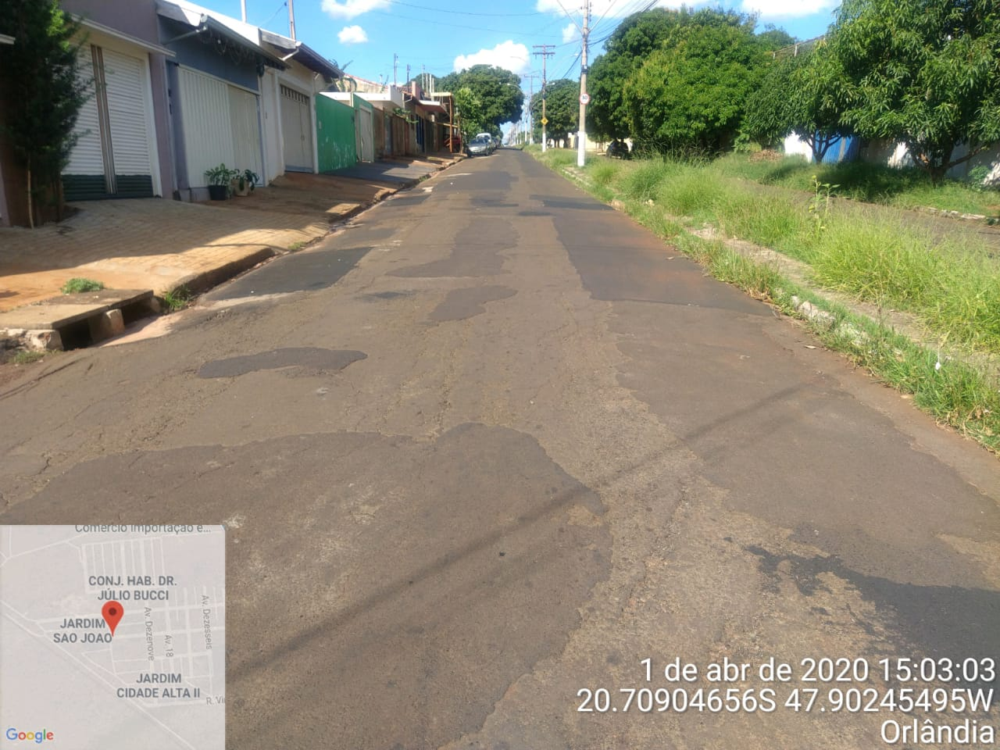 Comercio Importação e...
CONJ. HAB. DR.
JÚLIO BUCCI
JARDIM
SAO JOAO
Av. Dezenove
Av. 18
Av. Dezesseis
JARDIM
CIDADE ALTA II
Google
1 de abr de 2020 15:03:03
20.70904656S 47.90245495W
Orlândia